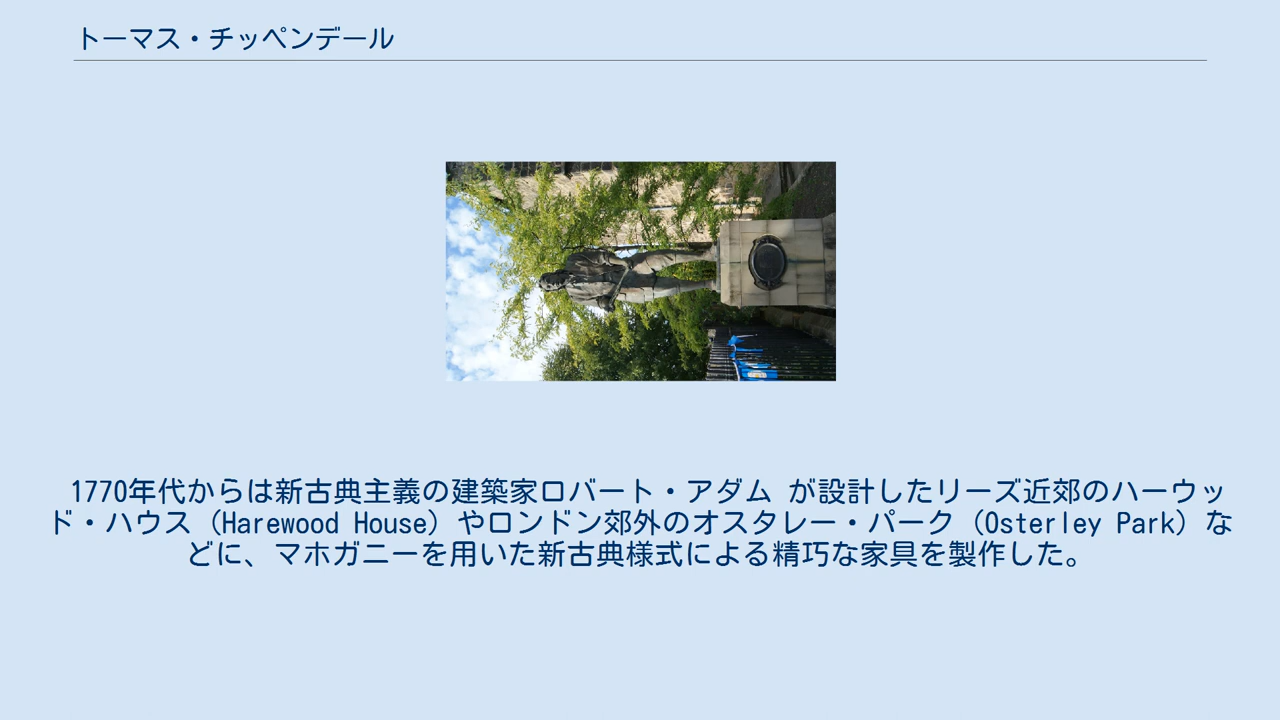 トーマス・チッペンデール
1770年代からは新古典主義の建築家ロバート・アダム が設計したリーズ近郊のハーウッ
ド・ハウス（Harewood House）やロンドン郊外のオスタレー・パーク（Osterley Park）な
どに、マホガニーを用いた新古典様式による精巧な家具を製作した。